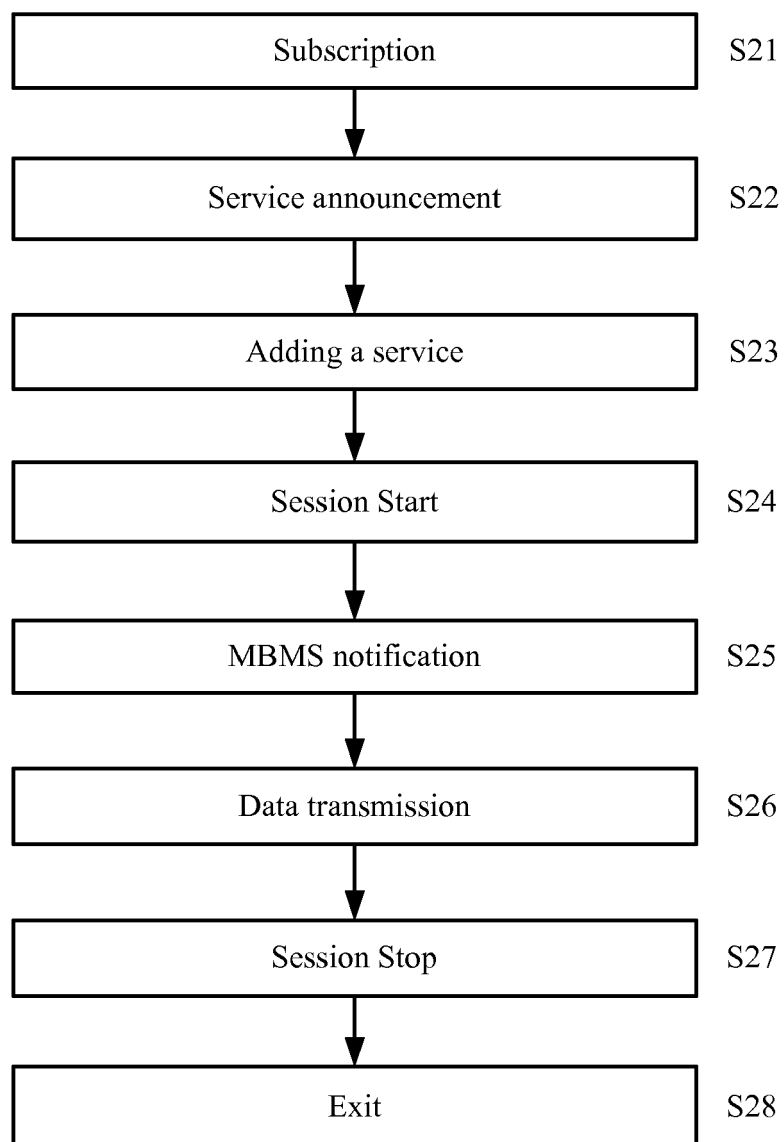 Subscription S21
Service announcement S22
Adding a service S23
Session Start S24
MBMS notification S25
Data transmission S26
Session Stop S27
Exit S28